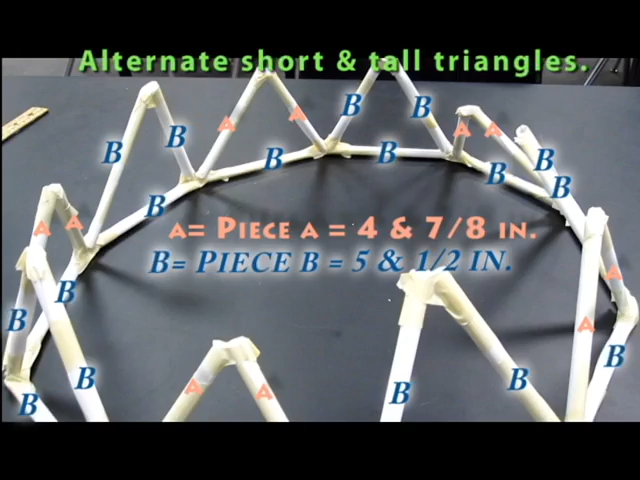 Alternate short & tall triangles.
B B A A B B A A B B
B B B B
B
A A
A= PIECE A = 4 & 7/8 IN.
B= PIECE B = 5 & 1/2 IN.
A
B
B A
B
B A A B B
B